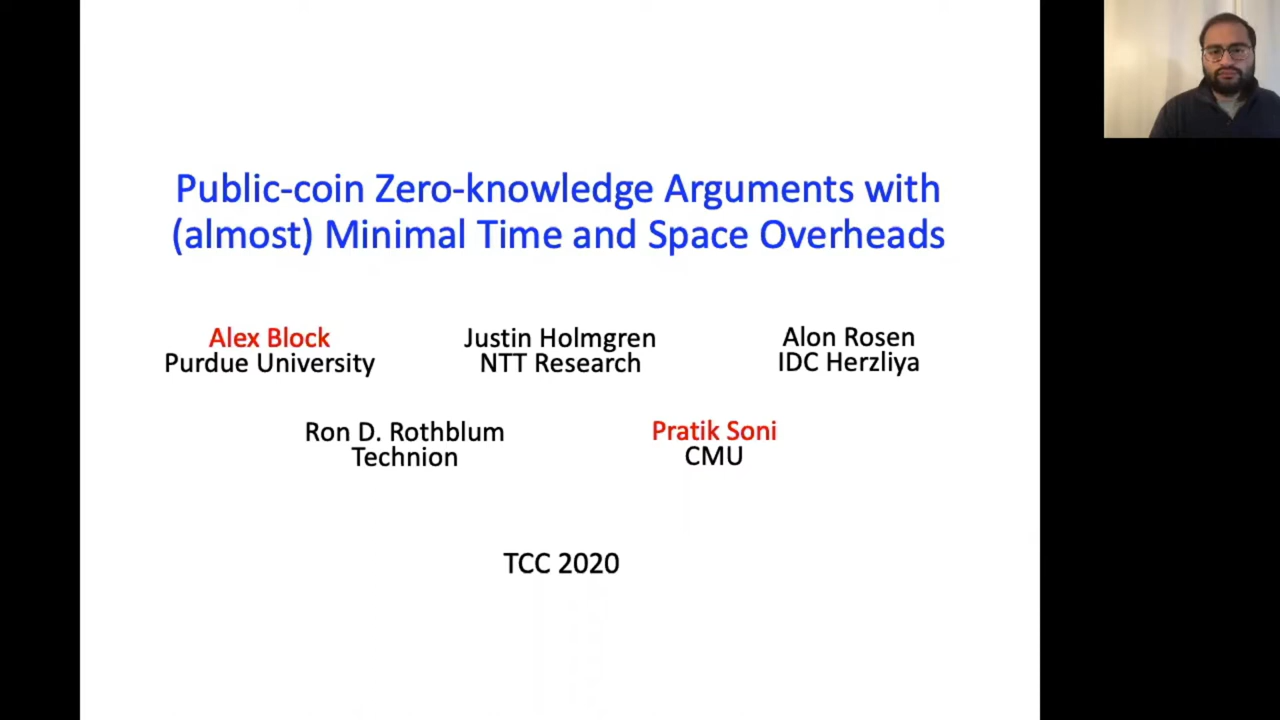 Public-coin Zero-knowledge Arguments with
(almost) Minimal Time and Space Overheads
Alex Block
Purdue University
Justin Holmgren
NTT Research
Alon Rosen
IDC Herzliya
Ron D. Rothblum
Technion
Pratik Soni
CMU
TCC 2020